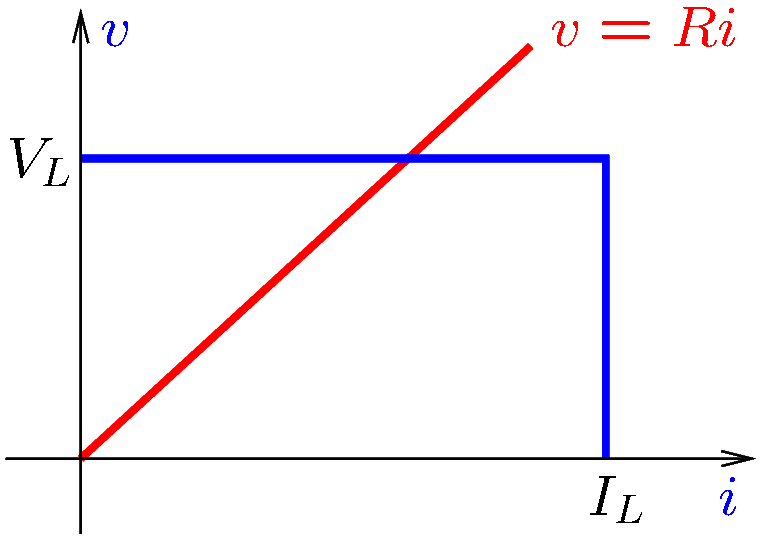 v
v = Ri
V_L
I_L
i